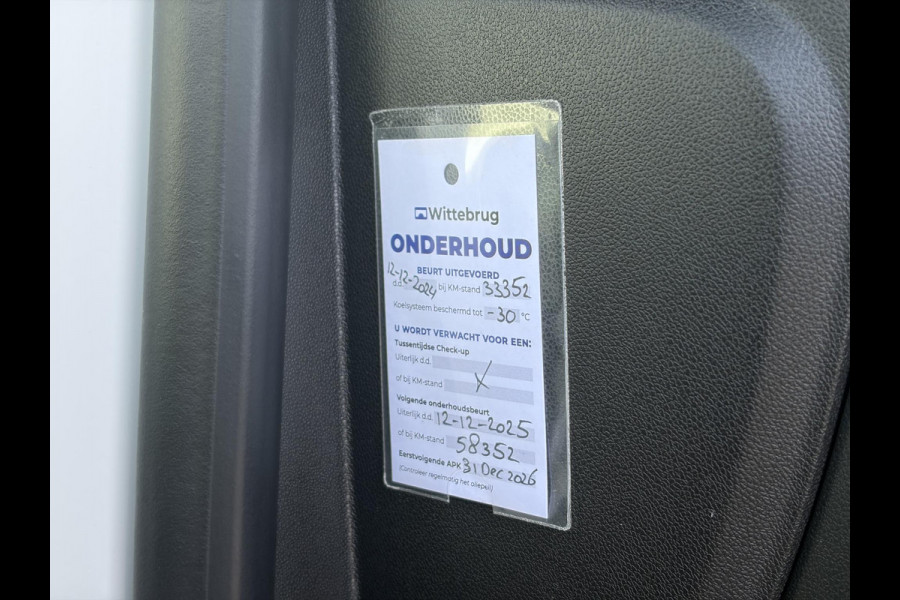 Wittebrug
ONDERHOUD
BEURT UITGEVOERD
d.d. 12-12-2024 bij KM-stand 33352
Koelsysteem beschermd tot -30 °C
U WORDT VERWACHT VOOR EEN:
Tussentijdse Check-up
Uiterlijk d.d.
of bij KM-stand X
Volgende onderhoudsbeurt
Uiterlijk d.d. 12-12-2025
of bij KM-stand 58352
Eerstvolgende APK 31 Dec 2026
(Controleer regelmatig het oliepeil)